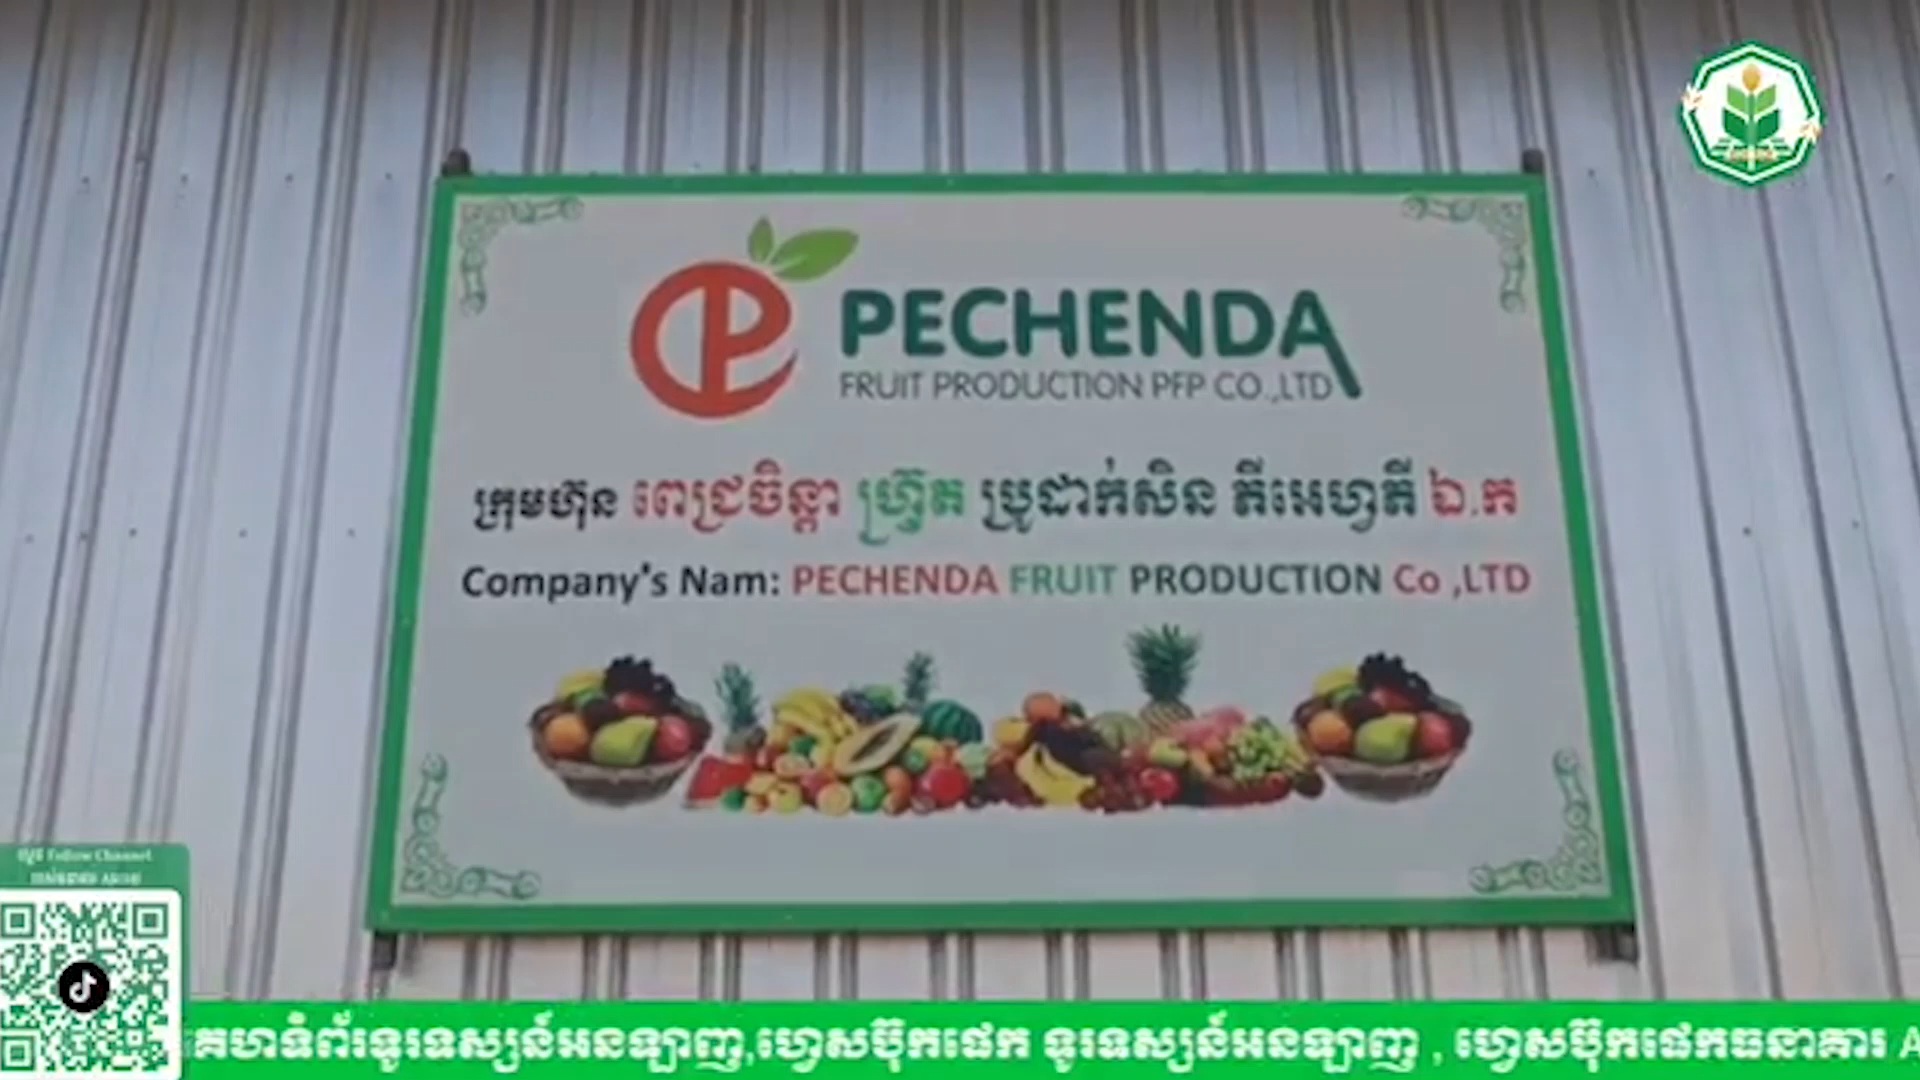 PECHENDA
FRUIT PRODUCTION PFP CO.,LTD
ក្រុមហ៊ុន ពេជ្រចិន្តា ហ្វ្រ៊ូត ប្រូដាក់សិន ភីអេហ្វភី ឯ.ក
Company's Nam: PECHENDA FRUIT PRODUCTION Co ,LTD
Follow Channel
គេហទំព័រទូរទស្សន៍អនឡាញ,ហ្វេសប៊ុកផេក ទូរទស្សន៍អនឡាញ , ហ្វេសប៊ុកផេកធនាគារ A